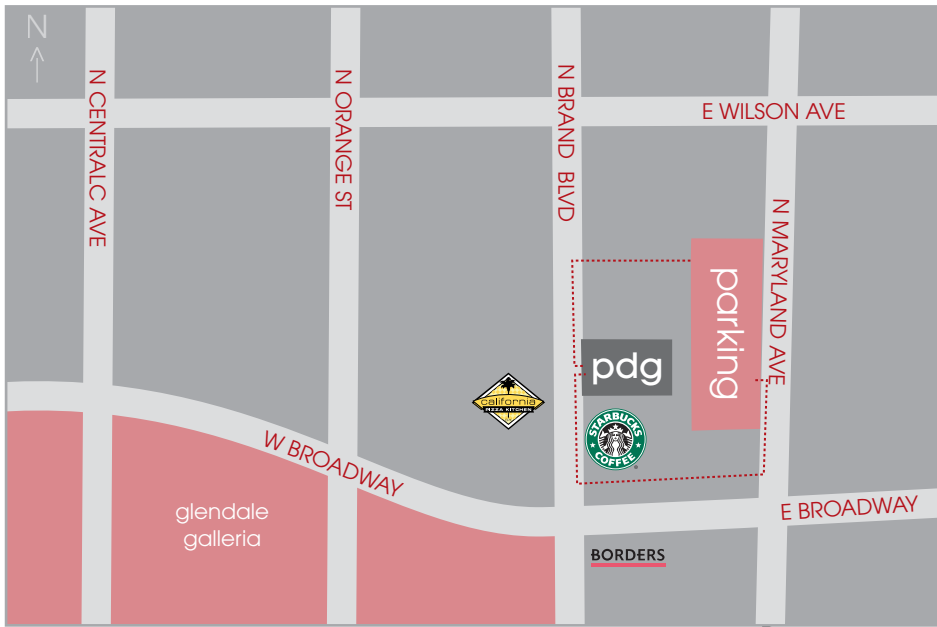 N
N CENTRALC AVE
N ORANGE ST
N BRAND BLVD
E WILSON AVE
N MARYLAND AVE
parking
pdg
california
PIZZA KITCHEN
STARBUCKS
COFFEE
®
W BROADWAY
E BROADWAY
glendale
galleria
BORDERS